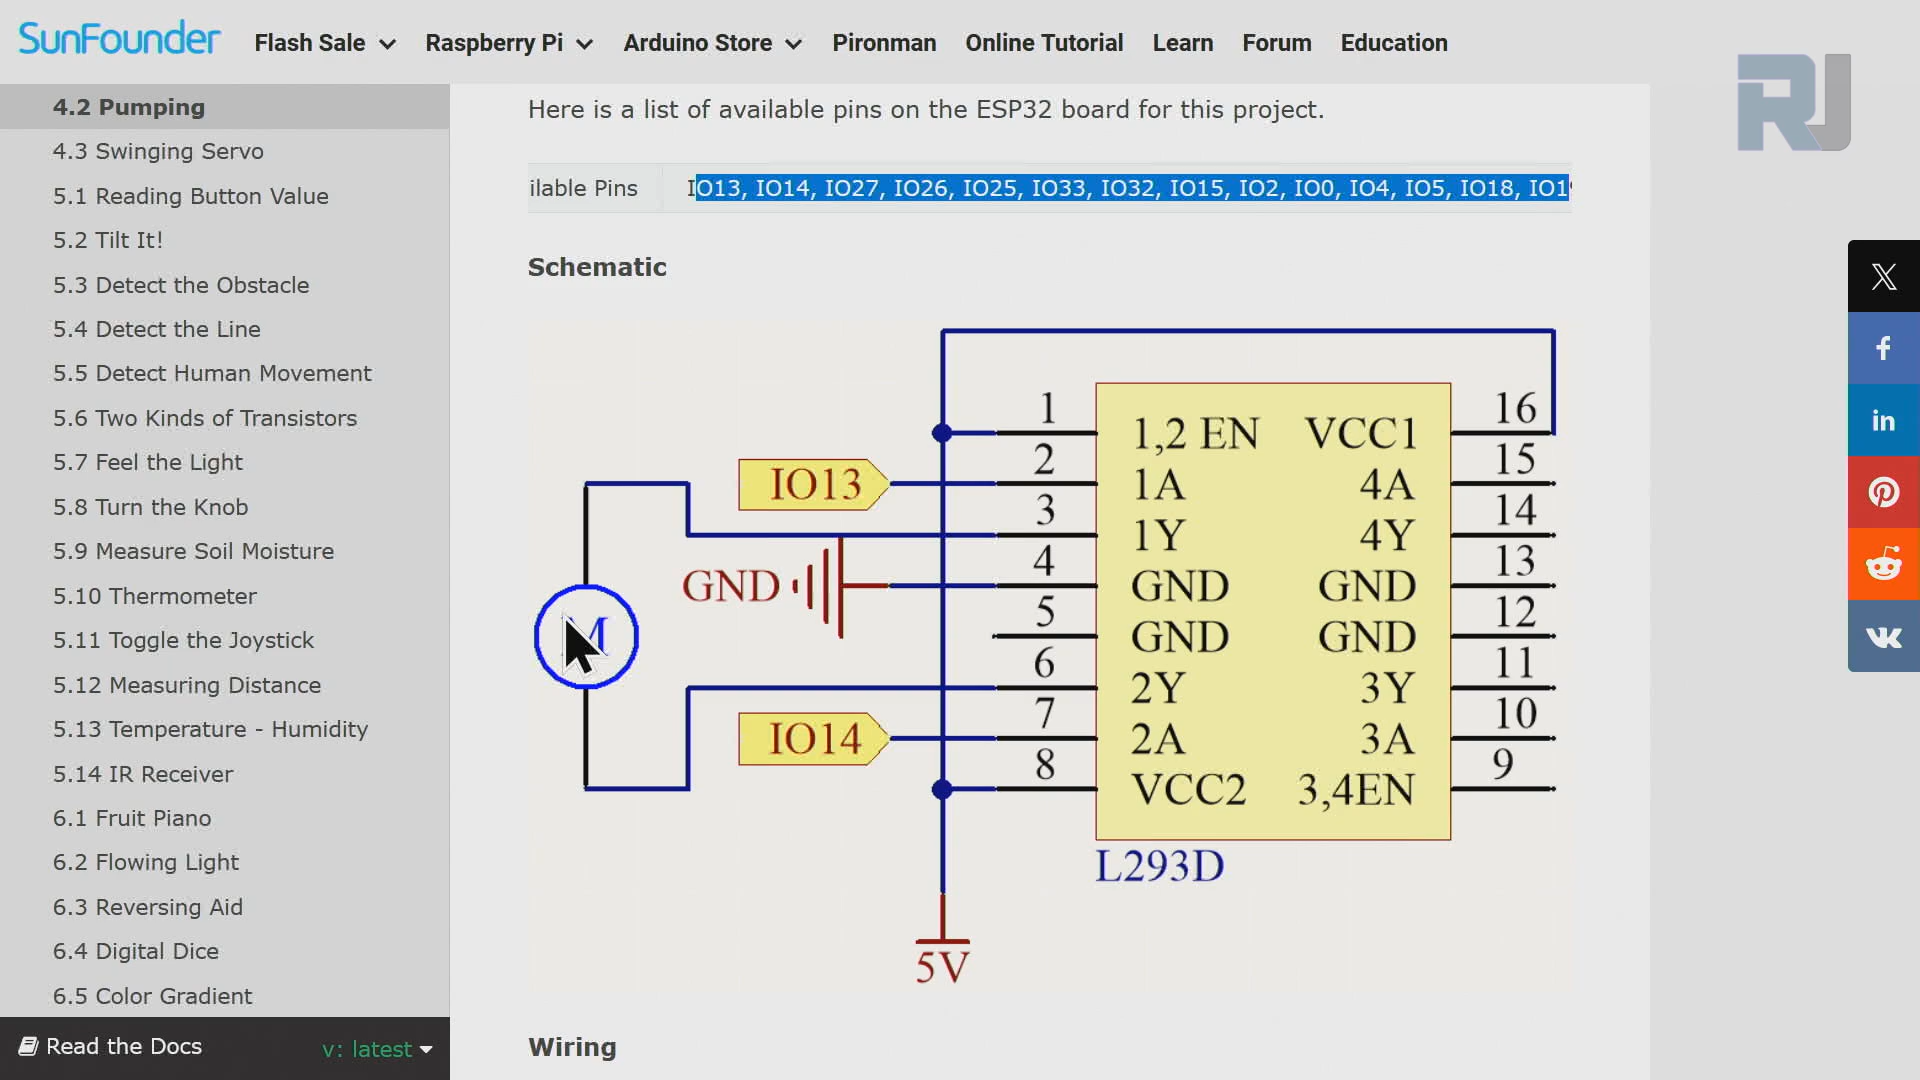 SunFounder
Flash Sale
Raspberry Pi
Arduino Store
Pironman
Online Tutorial
Learn
Forum
Education
RJ
4.2 Pumping
4.3 Swinging Servo
5.1 Reading Button Value
5.2 Tilt It!
5.3 Detect the Obstacle
5.4 Detect the Line
5.5 Detect Human Movement
5.6 Two Kinds of Transistors
5.7 Feel the Light
5.8 Turn the Knob
5.9 Measure Soil Moisture
5.10 Thermometer
5.11 Toggle the Joystick
5.12 Measuring Distance
5.13 Temperature - Humidity
5.14 IR Receiver
6.1 Fruit Piano
6.2 Flowing Light
6.3 Reversing Aid
6.4 Digital Dice
6.5 Color Gradient
Read the Docs
v: latest
Here is a list of available pins on the ESP32 board for this project.
ilable Pins
IO13, IO14, IO27, IO26, IO25, IO33, IO32, IO15, IO2, IO0, IO4, IO5, IO18, IO1
Schematic
1 1,2 EN VCC1 16
2 1A 4A 15
3 1Y 4Y 14
4 GND GND 13
5 GND GND 12
6 2Y 3Y 11
7 2A 3A 10
8 VCC2 3,4EN 9
IO13
GND
M
IO14
L293D
5V
Wiring